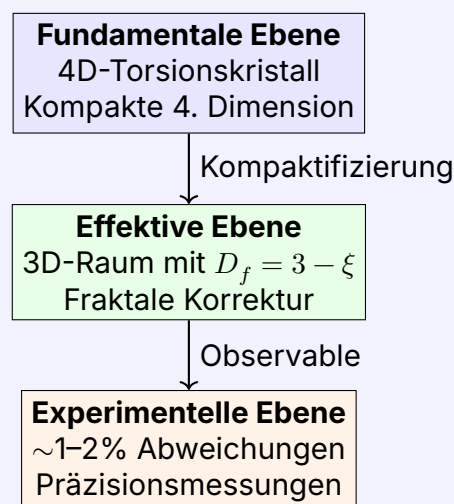 Fundamentale Ebene
4D-Torsionskristall
Kompakte 4. Dimension
Kompaktifizierung
Effektive Ebene
3D-Raum mit D_f = 3 − ξ
Fraktale Korrektur
Observable
Experimentelle Ebene
∼1–2% Abweichungen
Präzisionsmessungen